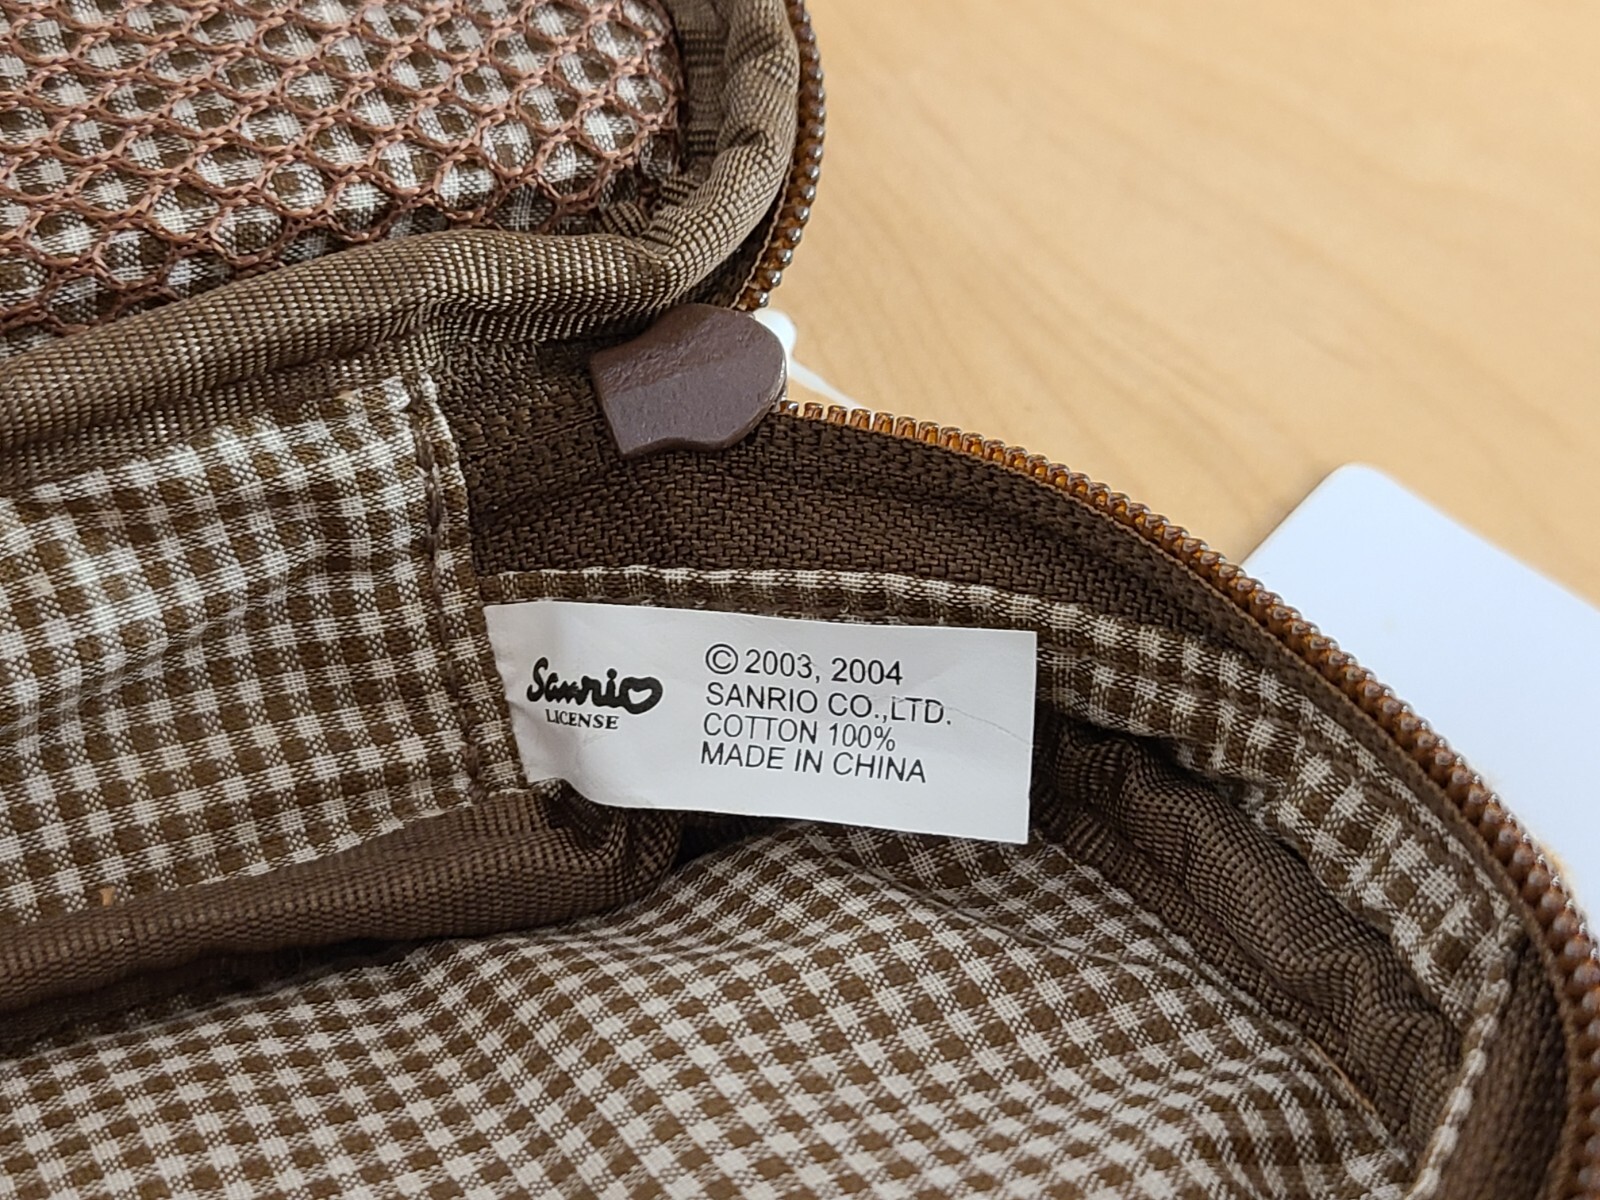 Sanrio
LICENSE
©2003, 2004
SANRIO CO.,LTD.
COTTON 100%
MADE IN CHINA